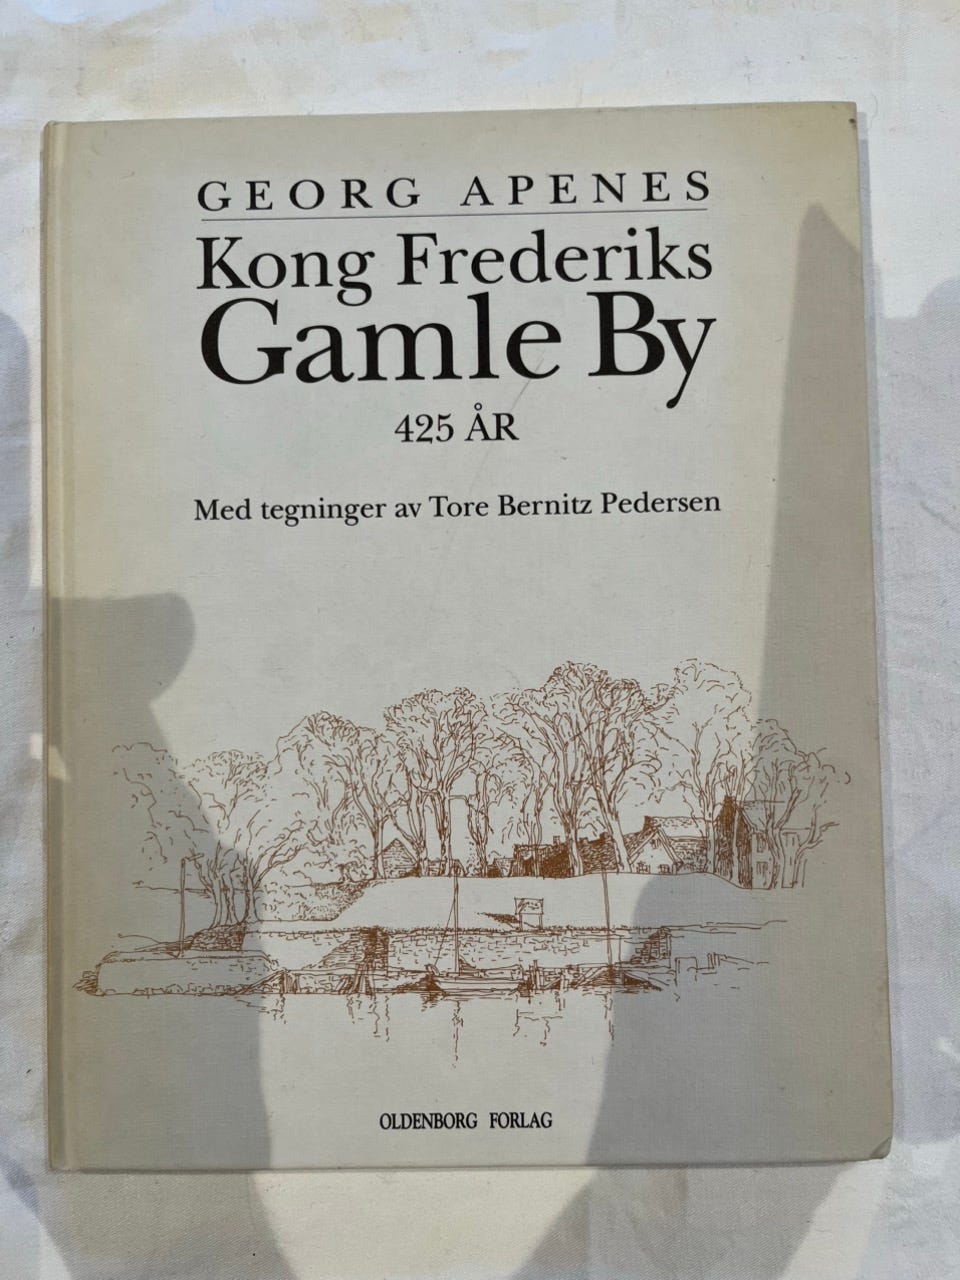 GEORG APENES
Kong Frederiks
Gamle By
425 ÅR
Med tegninger av Tore Bernitz Pedersen
OLDENBORG FORLAG